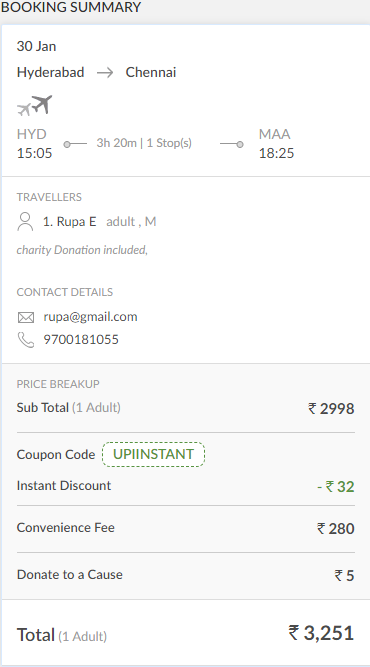 BOOKING SUMMARY
30 Jan
Hyderabad → Chennai
HYD 3h 20m | 1 Stop(s) MAA
15:05 18:25
TRAVELLERS
1. Rupa E adult , M
charity Donation included,
CONTACT DETAILS
rupa@gmail.com
9700181055
PRICE BREAKUP
Sub Total (1 Adult) ₹ 2998
Coupon Code UPIINSTANT
Instant Discount - ₹ 32
Convenience Fee ₹ 280
Donate to a Cause ₹ 5
Total (1 Adult) ₹ 3,251